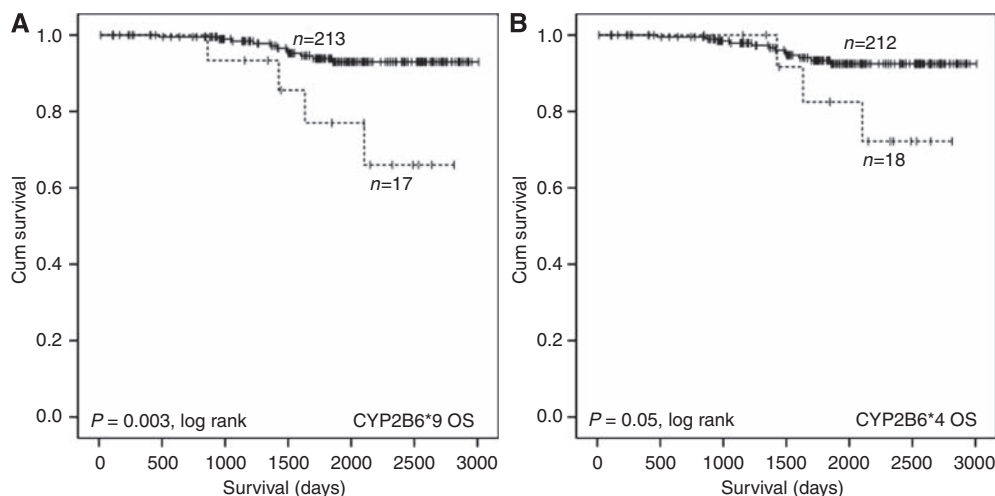 A
Cum survival
1.0
0.8
0.6
0.4
0.2
0.0
n=213
n=17
P = 0.003, log rank
CYP2B6*9 OS
0 500 1000 1500 2000 2500 3000
Survival (days)
B
Cum survival
1.0
0.8
0.6
0.4
0.2
0.0
n=212
n=18
P = 0.05, log rank
CYP2B6*4 OS
0 500 1000 1500 2000 2500 3000
Survival (days)